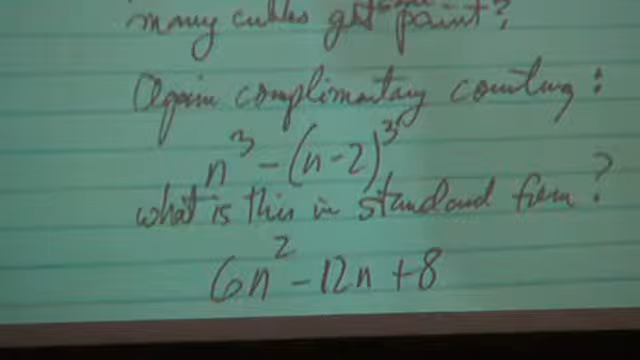 many cubes get paint?
Again complimentary counting:
n³ - (n-2)³
what is this in standard form?
6n² - 12n + 8